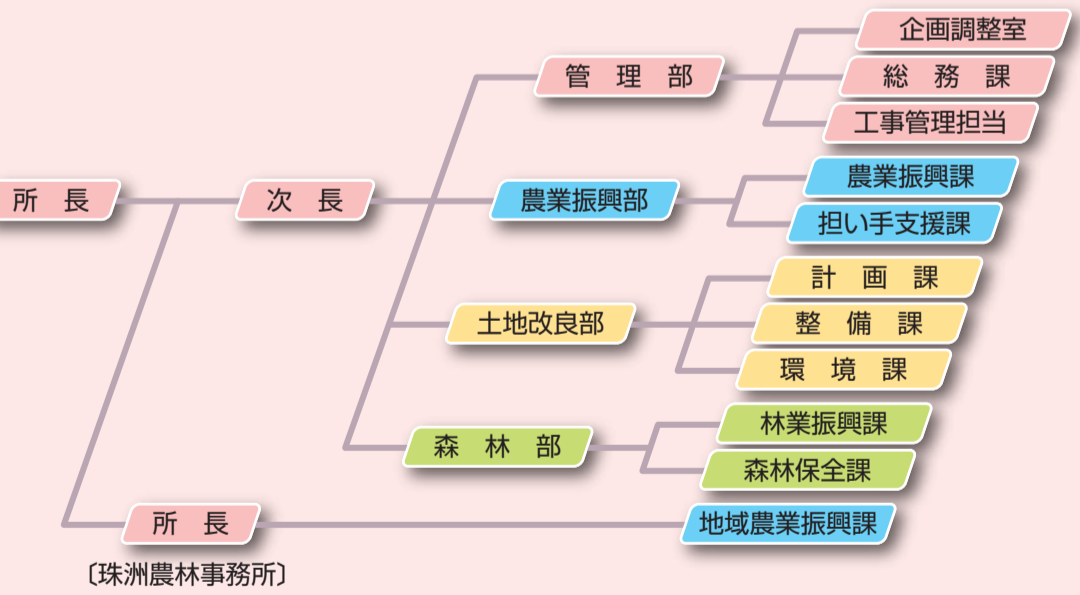 企画調整室
管理部
総務課
工事管理担当
所長
次長
農業振興部
農業振興課
担い手支援課
計画課
土地改良部
整備課
環境課
林業振興課
森林部
森林保全課
所長
地域農業振興課
〔珠洲農林事務所〕